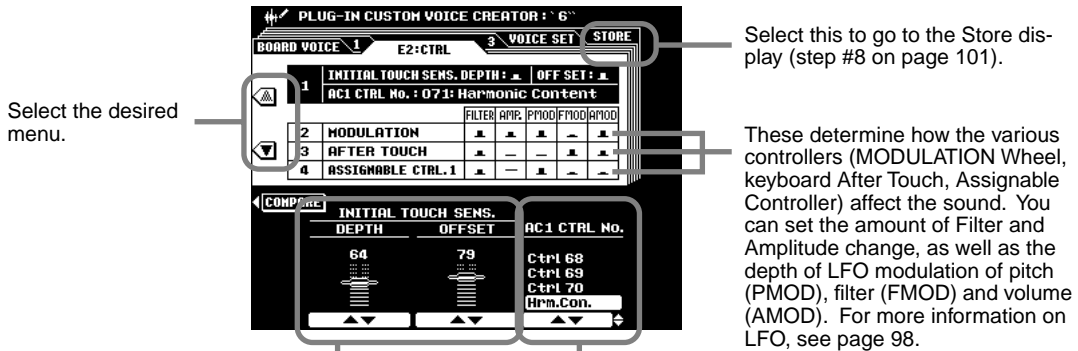 PLUG-IN CUSTOM VOICE CREATOR : `6``
BOARD VOICE 1
E2:CTRL
3 VOICE SET
STORE
1
INITIAL TOUCH SENS. DEPTH : OFF SET :
AC1 CTRL No. : 071: Harmonic Content
FILTER AMP. PMOD FMOD AMOD
2 MODULATION
3 AFTER TOUCH
4 ASSIGNABLE CTRL.1
COMPARE
INITIAL TOUCH SENS.
DEPTH OFFSET
AC1 CTRL No.
64 79
Ctrl 68
Ctrl 69
Ctrl 70
Hrm.Con.
Select the desired
menu.
Select this to go to the Store dis-
play (step #8 on page 101).
These determine how the various
controllers (MODULATION Wheel,
keyboard After Touch, Assignable
Controller) affect the sound. You
can set the amount of Filter and
Amplitude change, as well as the
depth of LFO modulation of pitch
(PMOD), filter (FMOD) and volume
(AMOD). For more information on
LFO, see page 98.